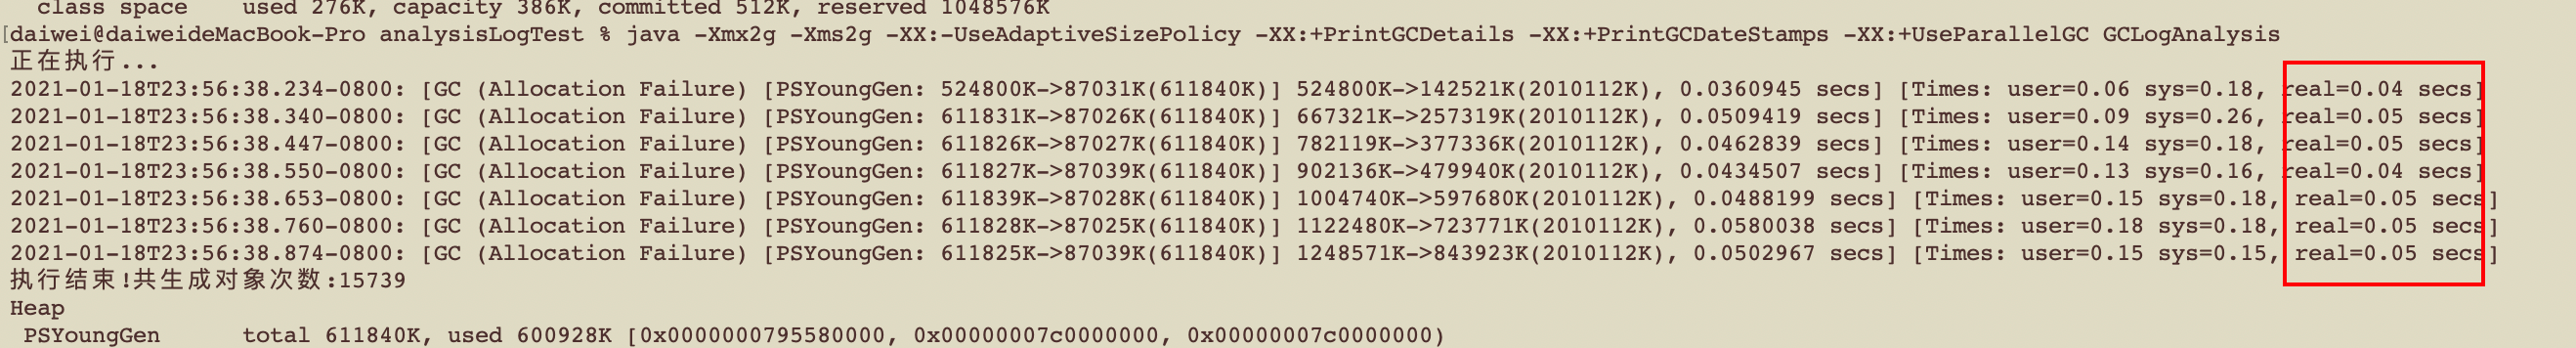 class space    used 276K, capacity 386K, committed 512K, reserved 1048576K
[daiwei@daiweideMacBook-Pro analysisLogTest % java -Xmx2g -Xms2g -XX:-UseAdaptiveSizePolicy -XX:+PrintGCDetails -XX:+PrintGCDateStamps -XX:+UseParallelGC GCLogAnalysis
正在执行...
2021-01-18T23:56:38.234-0800: [GC (Allocation Failure) [PSYoungGen: 524800K->87031K(611840K)] 524800K->142521K(2010112K), 0.0360945 secs] [Times: user=0.06 sys=0.18, real=0.04 secs]
2021-01-18T23:56:38.340-0800: [GC (Allocation Failure) [PSYoungGen: 611831K->87026K(611840K)] 667321K->257319K(2010112K), 0.0509419 secs] [Times: user=0.09 sys=0.26, real=0.05 secs]
2021-01-18T23:56:38.447-0800: [GC (Allocation Failure) [PSYoungGen: 611826K->87027K(611840K)] 782119K->377336K(2010112K), 0.0462839 secs] [Times: user=0.14 sys=0.18, real=0.05 secs]
2021-01-18T23:56:38.550-0800: [GC (Allocation Failure) [PSYoungGen: 611827K->87039K(611840K)] 902136K->479940K(2010112K), 0.0434507 secs] [Times: user=0.13 sys=0.16, real=0.04 secs]
2021-01-18T23:56:38.653-0800: [GC (Allocation Failure) [PSYoungGen: 611839K->87028K(611840K)] 1004740K->597680K(2010112K), 0.0488199 secs] [Times: user=0.15 sys=0.18, real=0.05 secs]
2021-01-18T23:56:38.760-0800: [GC (Allocation Failure) [PSYoungGen: 611828K->87025K(611840K)] 1122480K->723771K(2010112K), 0.0580038 secs] [Times: user=0.18 sys=0.18, real=0.05 secs]
2021-01-18T23:56:38.874-0800: [GC (Allocation Failure) [PSYoungGen: 611825K->87039K(611840K)] 1248571K->843923K(2010112K), 0.0502967 secs] [Times: user=0.15 sys=0.15, real=0.05 secs]
执行结束!共生成对象次数:15739
Heap
PSYoungGen      total 611840K, used 600928K [0x0000000795580000, 0x00000007c0000000, 0x00000007c0000000)